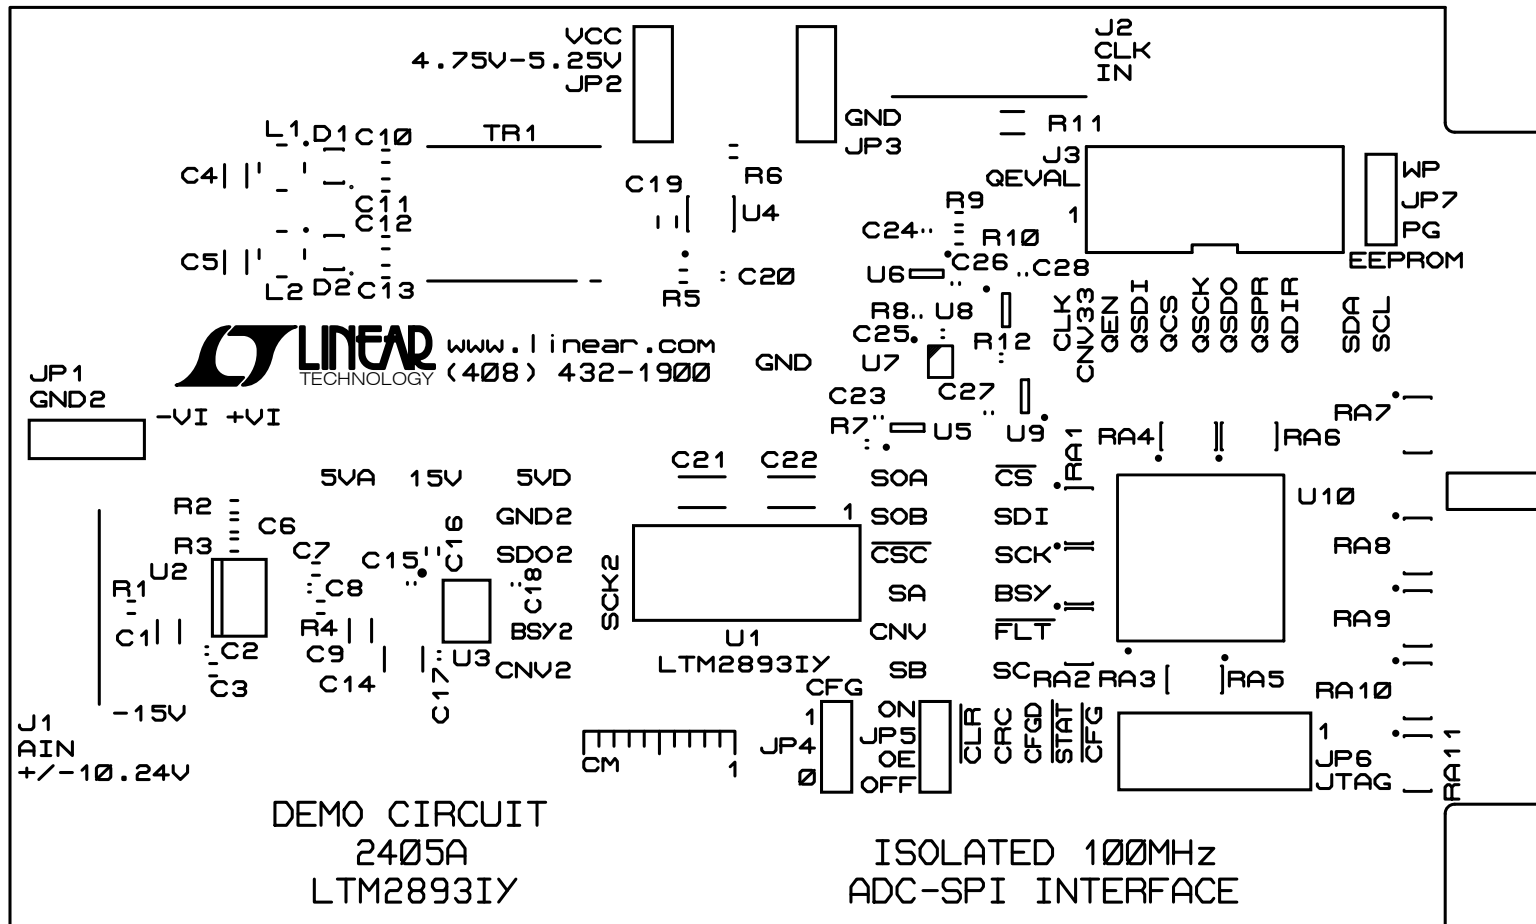 VCC
4.75V-5.25V
JP2
J2
CLK
IN
GND
JP3
R11
L1
D1
C10
TR1
J3
QEVAL
1
WP
JP7
PG
EEPROM
C4
C11
C12
C19
R6
U4
R9
C24
R10
C5
L2
D2
C13
R5
C20
U6
C26
C28
R8
U8
C25
R12
U7
C27
CLK
CNV33
QEN
QSDI
QCS
QSCK
QSDO
QSPR
QDIR
SDA
SCL
LINEAR
TECHNOLOGY
www.linear.com
(408) 432-1900
GND
JP1
GND2
-VI +VI
C23
R7
U5
U9
RA1
RA4
RA6
RA7
5VA
15V
5VD
C21
C22
SOA
CS
U10
R2
C6
GND2
1
SOB
SDI
R3
C7
C15
C16
SDO2
CSC
SCK
RA8
U2
R1
C8
C18
SCK2
SA
BSY
C1
R4
BSY2
CNV
FLT
RA9
C2
C9
U3
U1
LTM2893IY
C3
C14
C17
CNV2
SB
SC
RA2
RA3
RA5
RA10
-15V
J1
AIN
+/-10.24V
CM
1
CFG
1
JP4
0
ON
JP5
OE
OFF
CLR
CRC
CFGD
STAT
CFG
1
JP6
JTAG
RA11
DEMO CIRCUIT
2405A
LTM2893IY
ISOLATED 100MHz
ADC-SPI INTERFACE